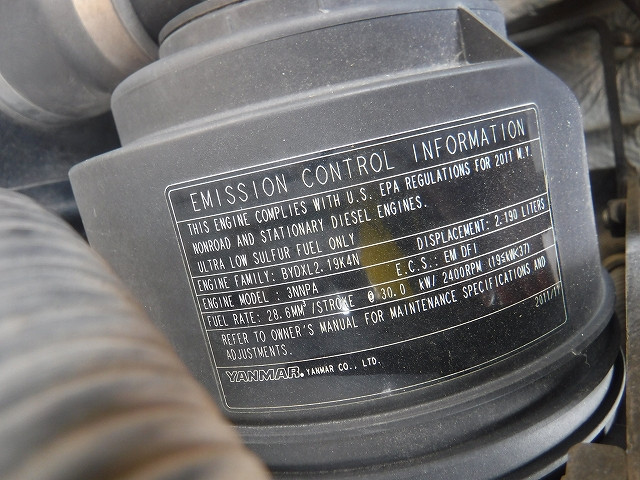 EMISSION CONTROL INFORMATION
THIS ENGINE COMPLIES WITH U.S. EPA REGULATIONS FOR 2011 M.Y.
NONROAD AND STATIONARY DIESEL ENGINES.
ULTRA LOW SULFUR FUEL ONLY
ENGINE FAMILY: BYDXL2.19K4N DISPLACEMENT: 2.190 LITERS
ENGINE MODEL : 3NNPA E.C.S.: EM DFI
FUEL RATE: 28.6MM³/STROKE @ 30.0 kW/ 2400RPM (19≤kW<37)
REFER TO OWNER'S MANUAL FOR MAINTENANCE SPECIFICATIONS AND
ADJUSTMENTS. 2011/11
YANMAR. YANMAR CO., LTD.